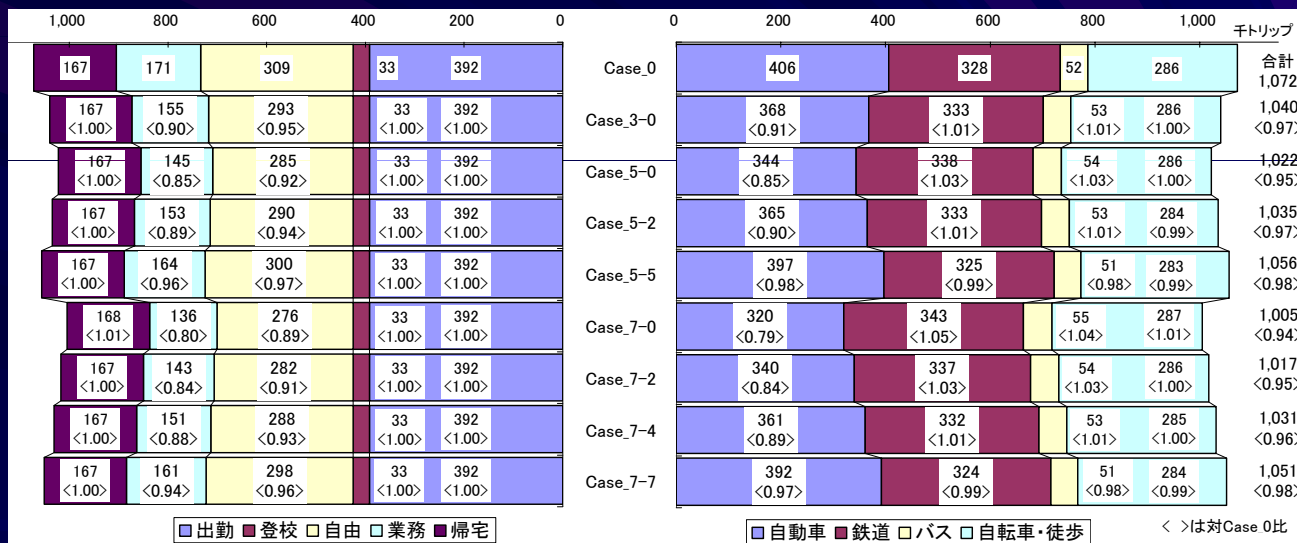 1,000 800 600 400 200 0 0 200 400 600 800 1,000 千トリップ
合計
167 171 309 33 392 Case_0 406 328 52 286 1,072
167 155 293 33 392 Case_3-0 368 333 53 286 1,040
<1.00> <0.90> <0.95> <1.00> <1.00> <0.91> <1.01> <1.01> <1.00> <0.97>
167 145 285 33 392 Case_5-0 344 338 54 286 1,022
<1.00> <0.85> <0.92> <1.00> <1.00> <0.85> <1.03> <1.03> <1.00> <0.95>
167 153 290 33 392 Case_5-2 365 333 53 284 1,035
<1.00> <0.89> <0.94> <1.00> <1.00> <0.90> <1.01> <1.01> <0.99> <0.97>
167 164 300 33 392 Case_5-5 397 325 51 283 1,056
<1.00> <0.96> <0.97> <1.00> <1.00> <0.98> <0.99> <0.98> <0.99> <0.98>
168 136 276 33 392 Case_7-0 320 343 55 287 1,005
<1.01> <0.80> <0.89> <1.00> <1.00> <0.79> <1.05> <1.04> <1.01> <0.94>
167 143 282 33 392 Case_7-2 340 337 54 286 1,017
<1.00> <0.84> <0.91> <1.00> <1.00> <0.84> <1.03> <1.03> <1.00> <0.95>
167 151 288 33 392 Case_7-4 361 332 53 285 1,031
<1.00> <0.88> <0.93> <1.00> <1.00> <0.89> <1.01> <1.01> <1.00> <0.96>
167 161 298 33 392 Case_7-7 392 324 51 284 1,051
<1.00> <0.94> <0.96> <1.00> <1.00> <0.97> <0.99> <0.98> <0.99> <0.98>
出勤 登校 自由 業務 帰宅 自動車 鉄道 バス 自転車・徒歩 < >は対Case_0比